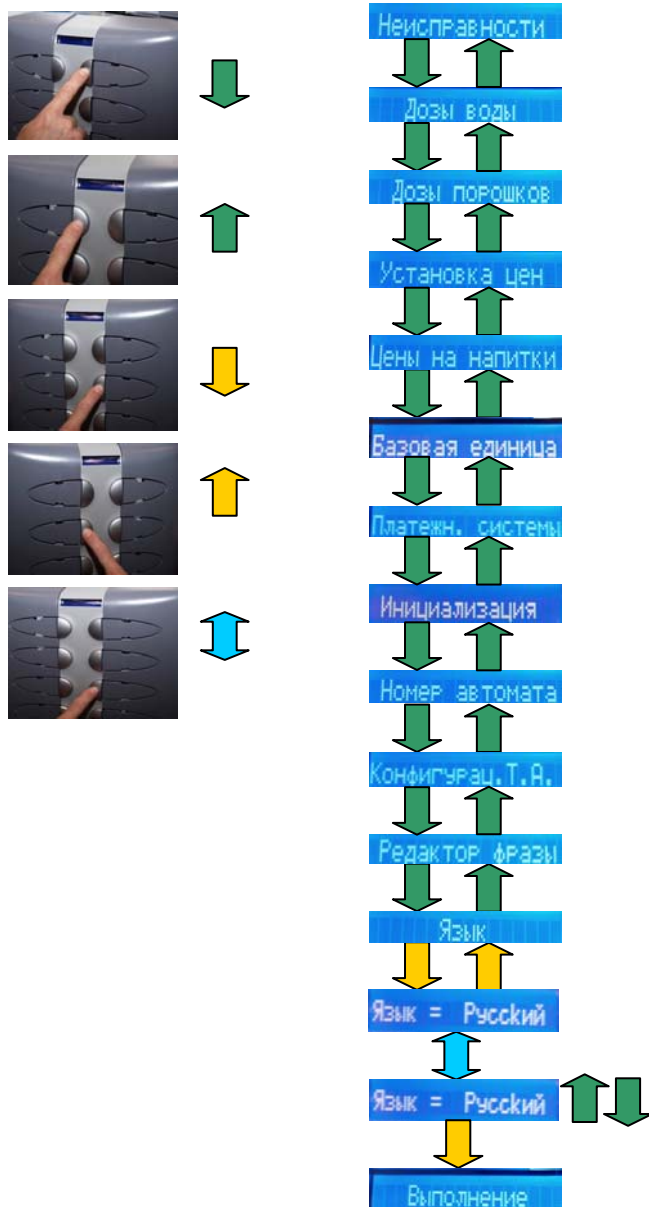 Неисправности
Дозы воды
Дозы порошков
Установка цен
Цены на напитки
Базовая единица
Платежн. системы
Инициализация
Номер автомата
Конфигурац.Т.А.
Редактор фразы
Язык
Язык = Русский
Язык = Русский
Выполнение